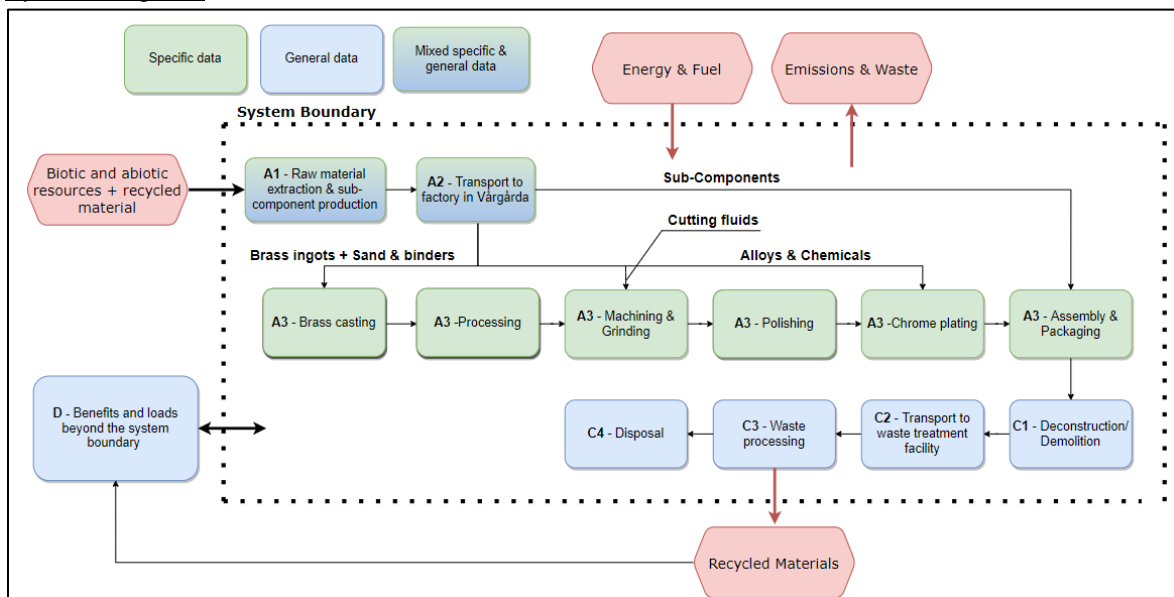 Specific data
General data
Mixed specific &
general data
Energy & Fuel
Emissions & Waste
System Boundary
Biotic and abiotic
resources + recycled
material
A1 - Raw material
extraction & sub-
component production
A2 - Transport to
factory in Vårgårda
Sub-Components
Cutting fluids
Brass ingots + Sand & binders
Alloys & Chemicals
A3 - Brass casting
A3 -Processing
A3 - Machining &
Grinding
A3 - Polishing
A3 -Chrome plating
A3 - Assembly &
Packaging
D - Benefits and loads
beyond the system
boundary
C4 - Disposal
C3 - Waste
processing
C2 - Transport to
waste treatment
facility
C1 - Deconstruction/
Demolition
Recycled Materials